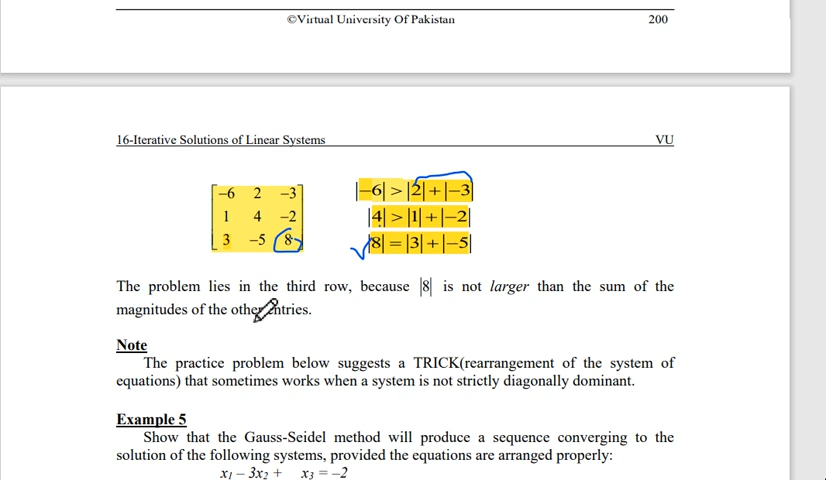 ©Virtual University Of Pakistan 200
16-Iterative Solutions of Linear Systems VU
−6 2 −3 |−6| > |2| + |−3|
1 4 −2 |4| > |1| + |−2|
3 −5 8 |8| = |3| + |−5|
The problem lies in the third row, because |8| is not larger than the sum of the
magnitudes of the other entries.
Note
The practice problem below suggests a TRICK(rearrangement of the system of
equations) that sometimes works when a system is not strictly diagonally dominant.
Example 5
Show that the Gauss-Seidel method will produce a sequence converging to the
solution of the following systems, provided the equations are arranged properly:
x1 – 3x2 + x3 = –2